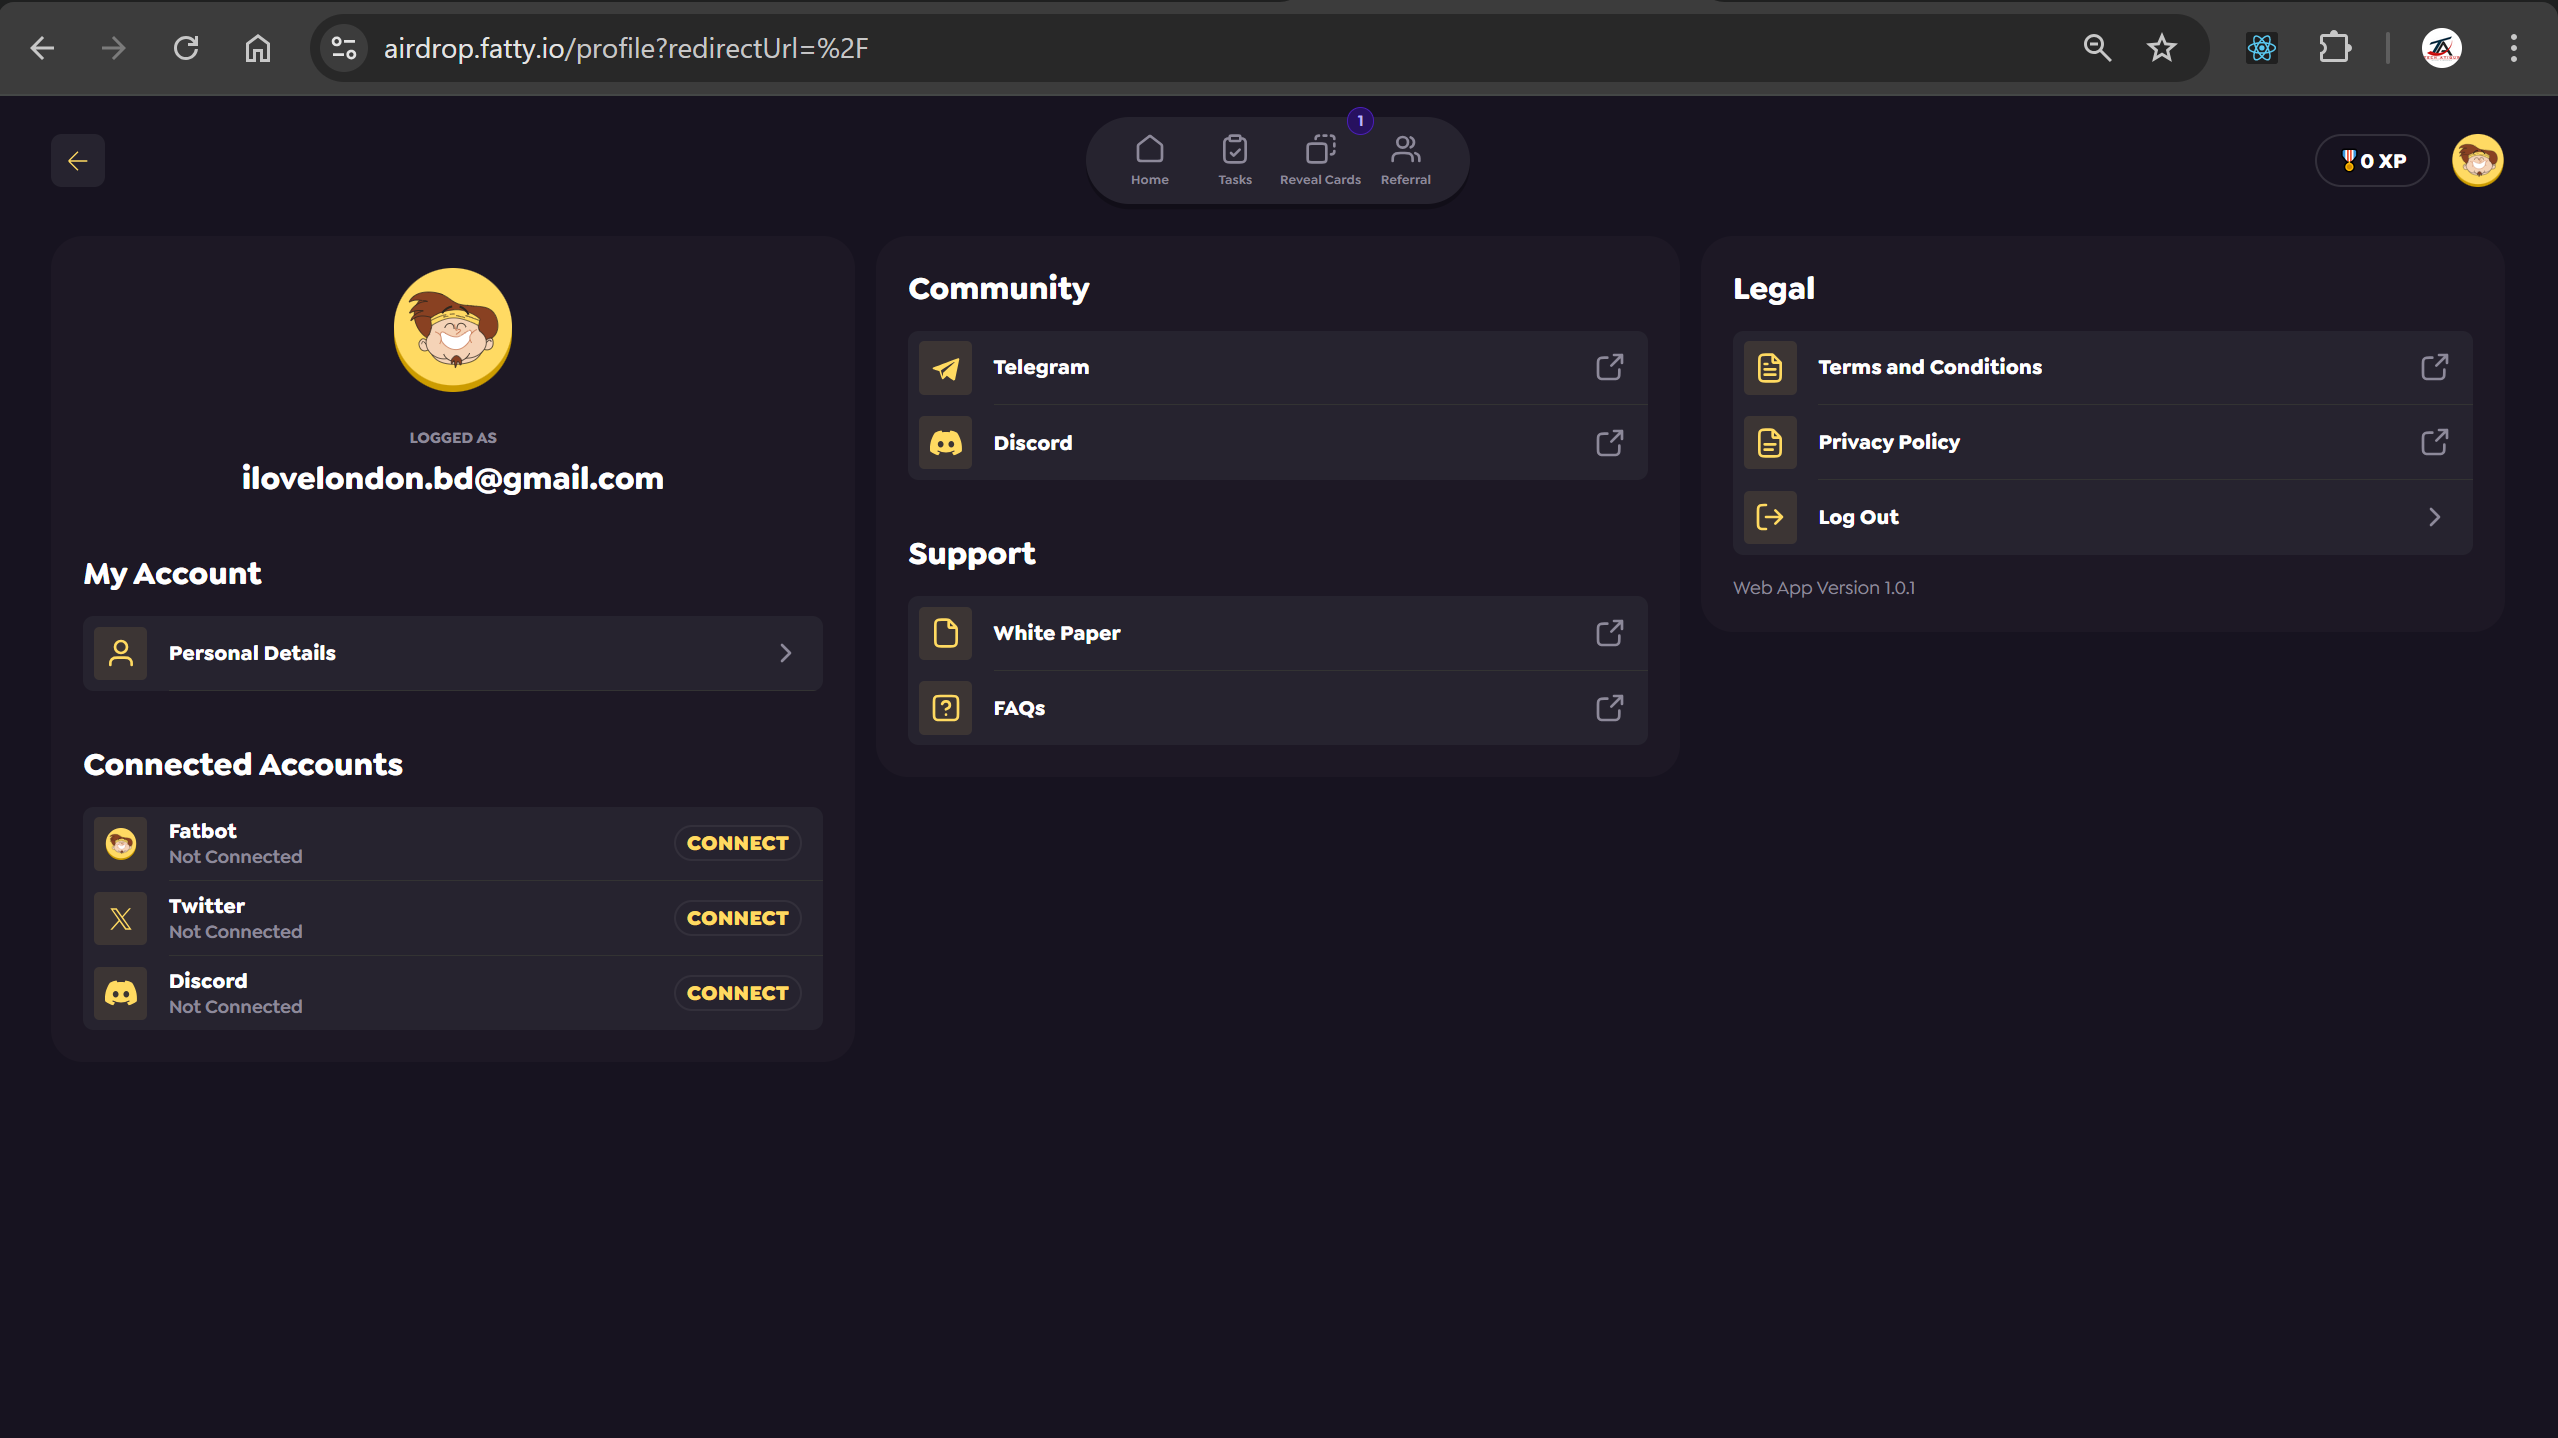 airdrop.fatty.io/profile?redirectUrl=%2F
1
Home
Tasks
Reveal Cards
Referral
0 XP
LOGGED AS
ilovelondon.bd@gmail.com
My Account
Personal Details
Connected Accounts
Fatbot
Not Connected
CONNECT
Twitter
Not Connected
CONNECT
Discord
Not Connected
CONNECT
Community
Telegram
Discord
Support
White Paper
FAQs
Legal
Terms and Conditions
Privacy Policy
Log Out
Web App Version 1.0.1